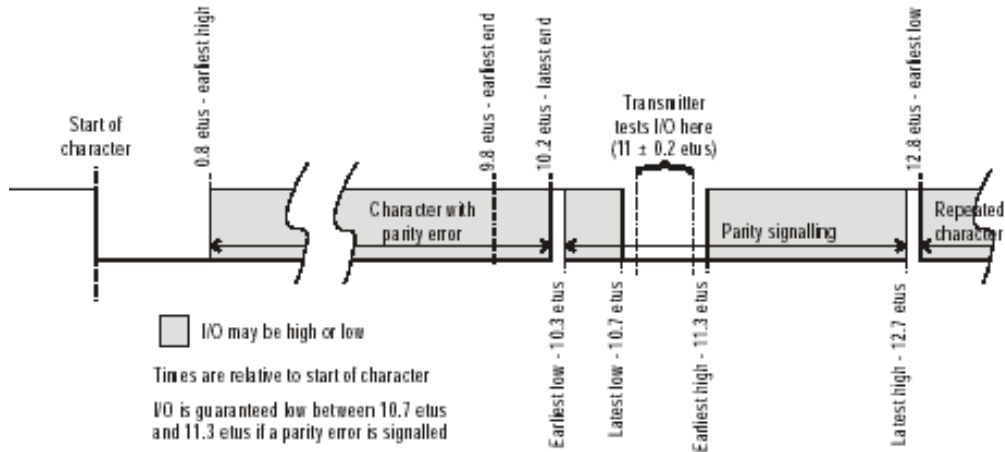 0.8 etus - earliest high
9.8 etus - earliest end
10.2 etus - latest end
12.8 etus - earliest low
Start of
character
Transmitter
tests I/O here
(11 ± 0.2 etus)
Character with
parity error
Parity signalling
Repeated
character
Earliest low - 10.3 etus
Latest low - 10.7 etus
Earliest high - 11.3 etus
Latest high - 12.7 etus
I/O may be high or low
Times are relative to start of character
I/O is guaranteed low between 10.7 etus
and 11.3 etus if a parity error is signalled